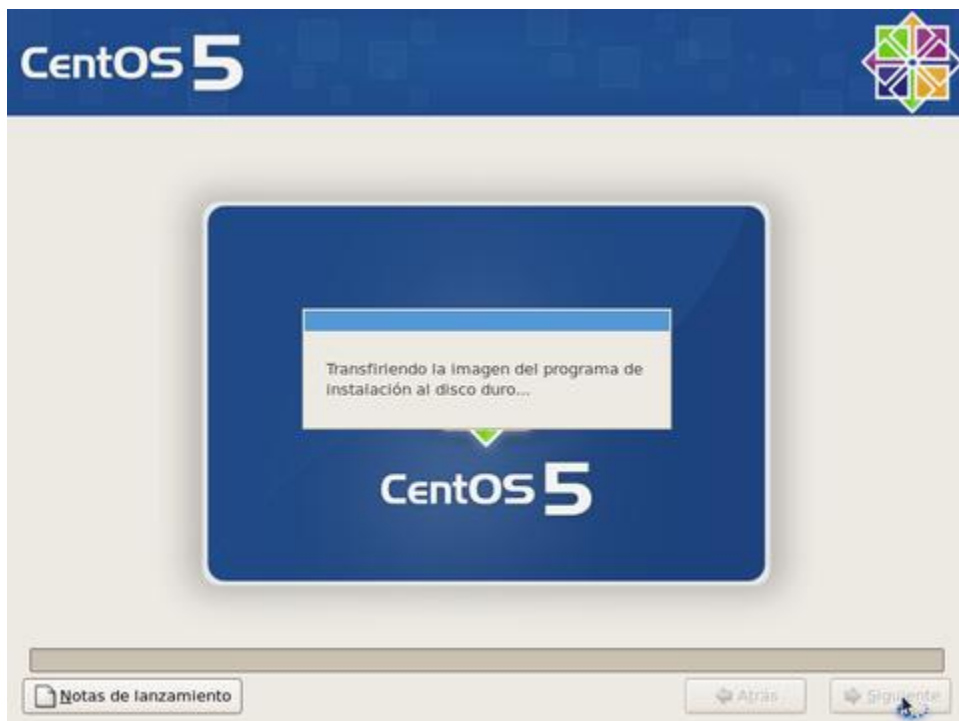 CentOS 5
Transfiriendo la imagen del programa de
instalación al disco duro...
CentOS 5
Notas de lanzamiento
Atrás
Siguiente